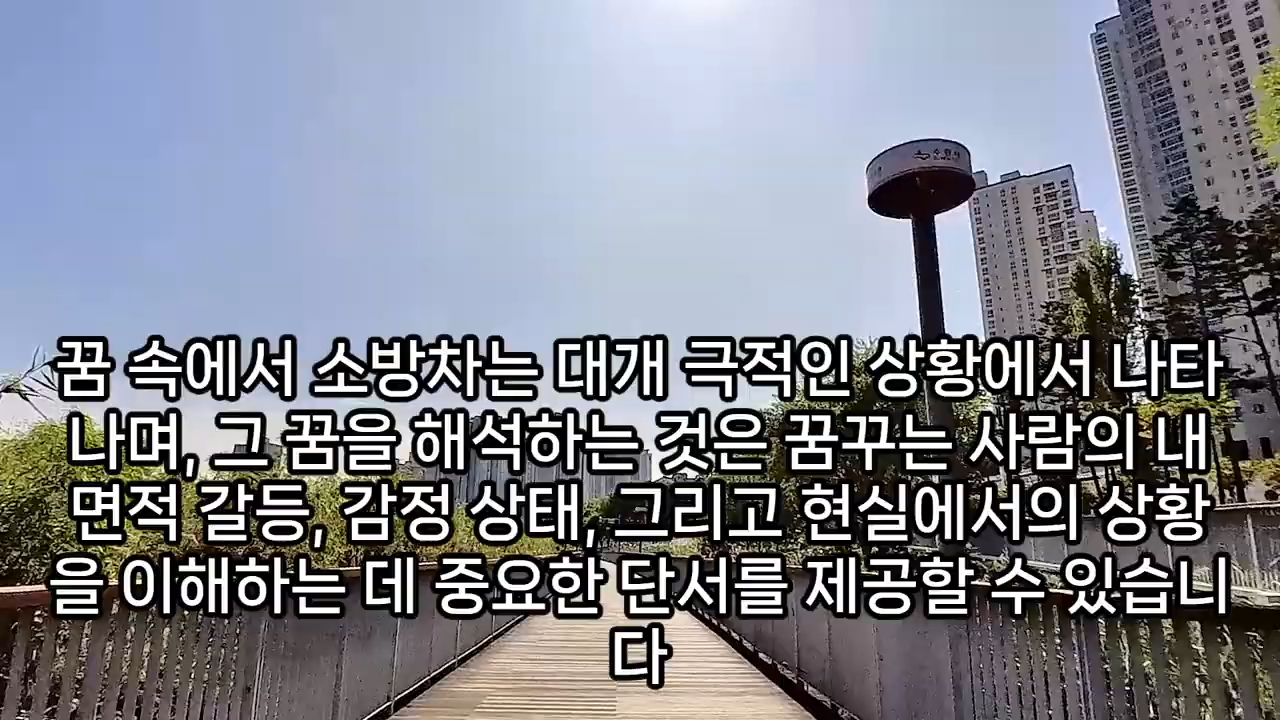 꿈 속에서 소방차는 대개 극적인 상황에서 나타
나며, 그 꿈을 해석하는 것은 꿈꾸는 사람의 내
면적 갈등, 감정 상태, 그리고 현실에서의 상황
을 이해하는 데 중요한 단서를 제공할 수 있습니
다